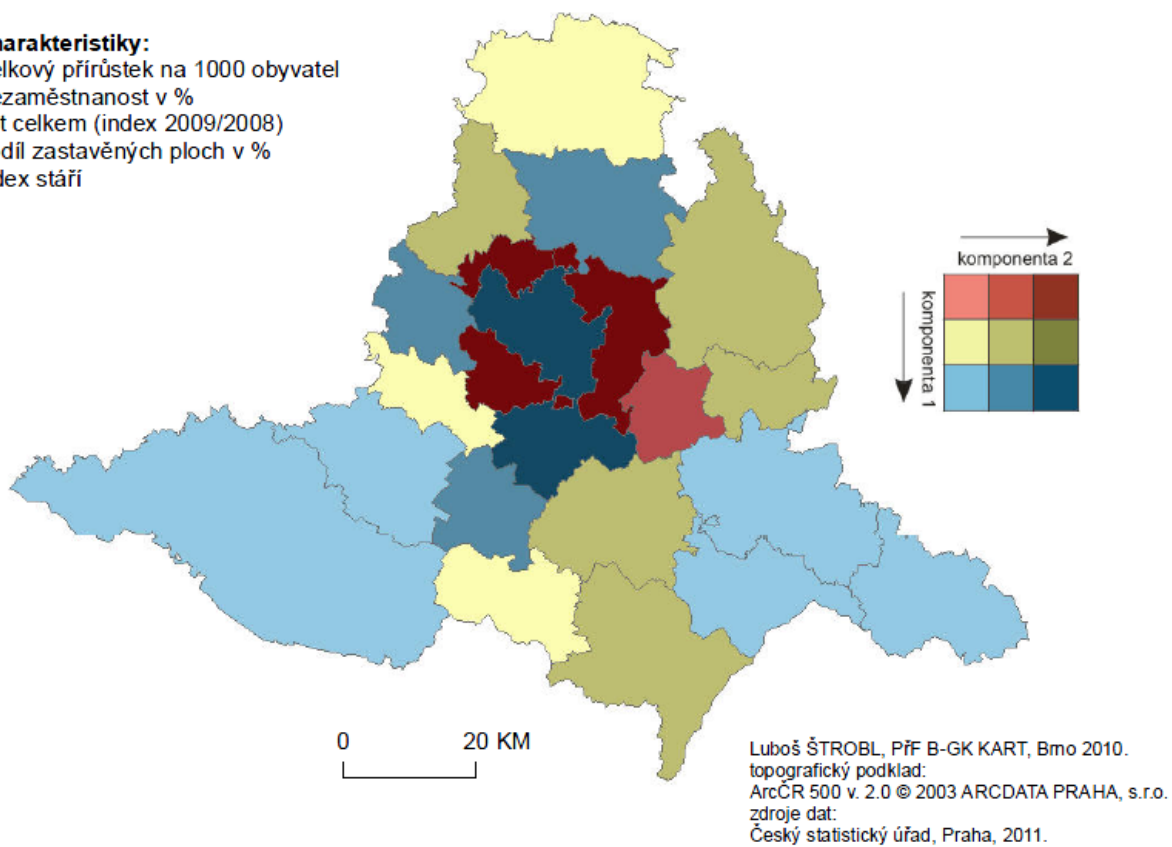 arakteristiky:
elkový přírůstek na 1000 obyvatel
ezaměstnanost v %
t celkem (index 2009/2008)
odíl zastavěných ploch v %
dex stáří
komponenta 2
komponenta 1
0 20 KM
Luboš ŠTROBL, PřF B-GK KART, Brno 2010.
topografický podklad:
ArcČR 500 v. 2.0 © 2003 ARCDATA PRAHA, s.r.o.
zdroje dat:
Český statistický úřad, Praha, 2011.